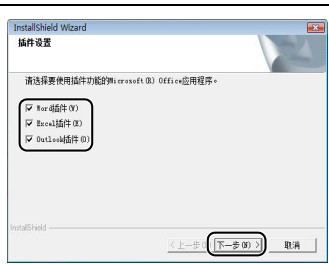 InstallShield Wizard
插件设置
请选择要使用插件功能的Microsoft(R) Office应用程序。
Word插件(W)
Excel插件(E)
Outlook插件(O)
InstallShield
＜上一步(
下一步(N) ＞
取消